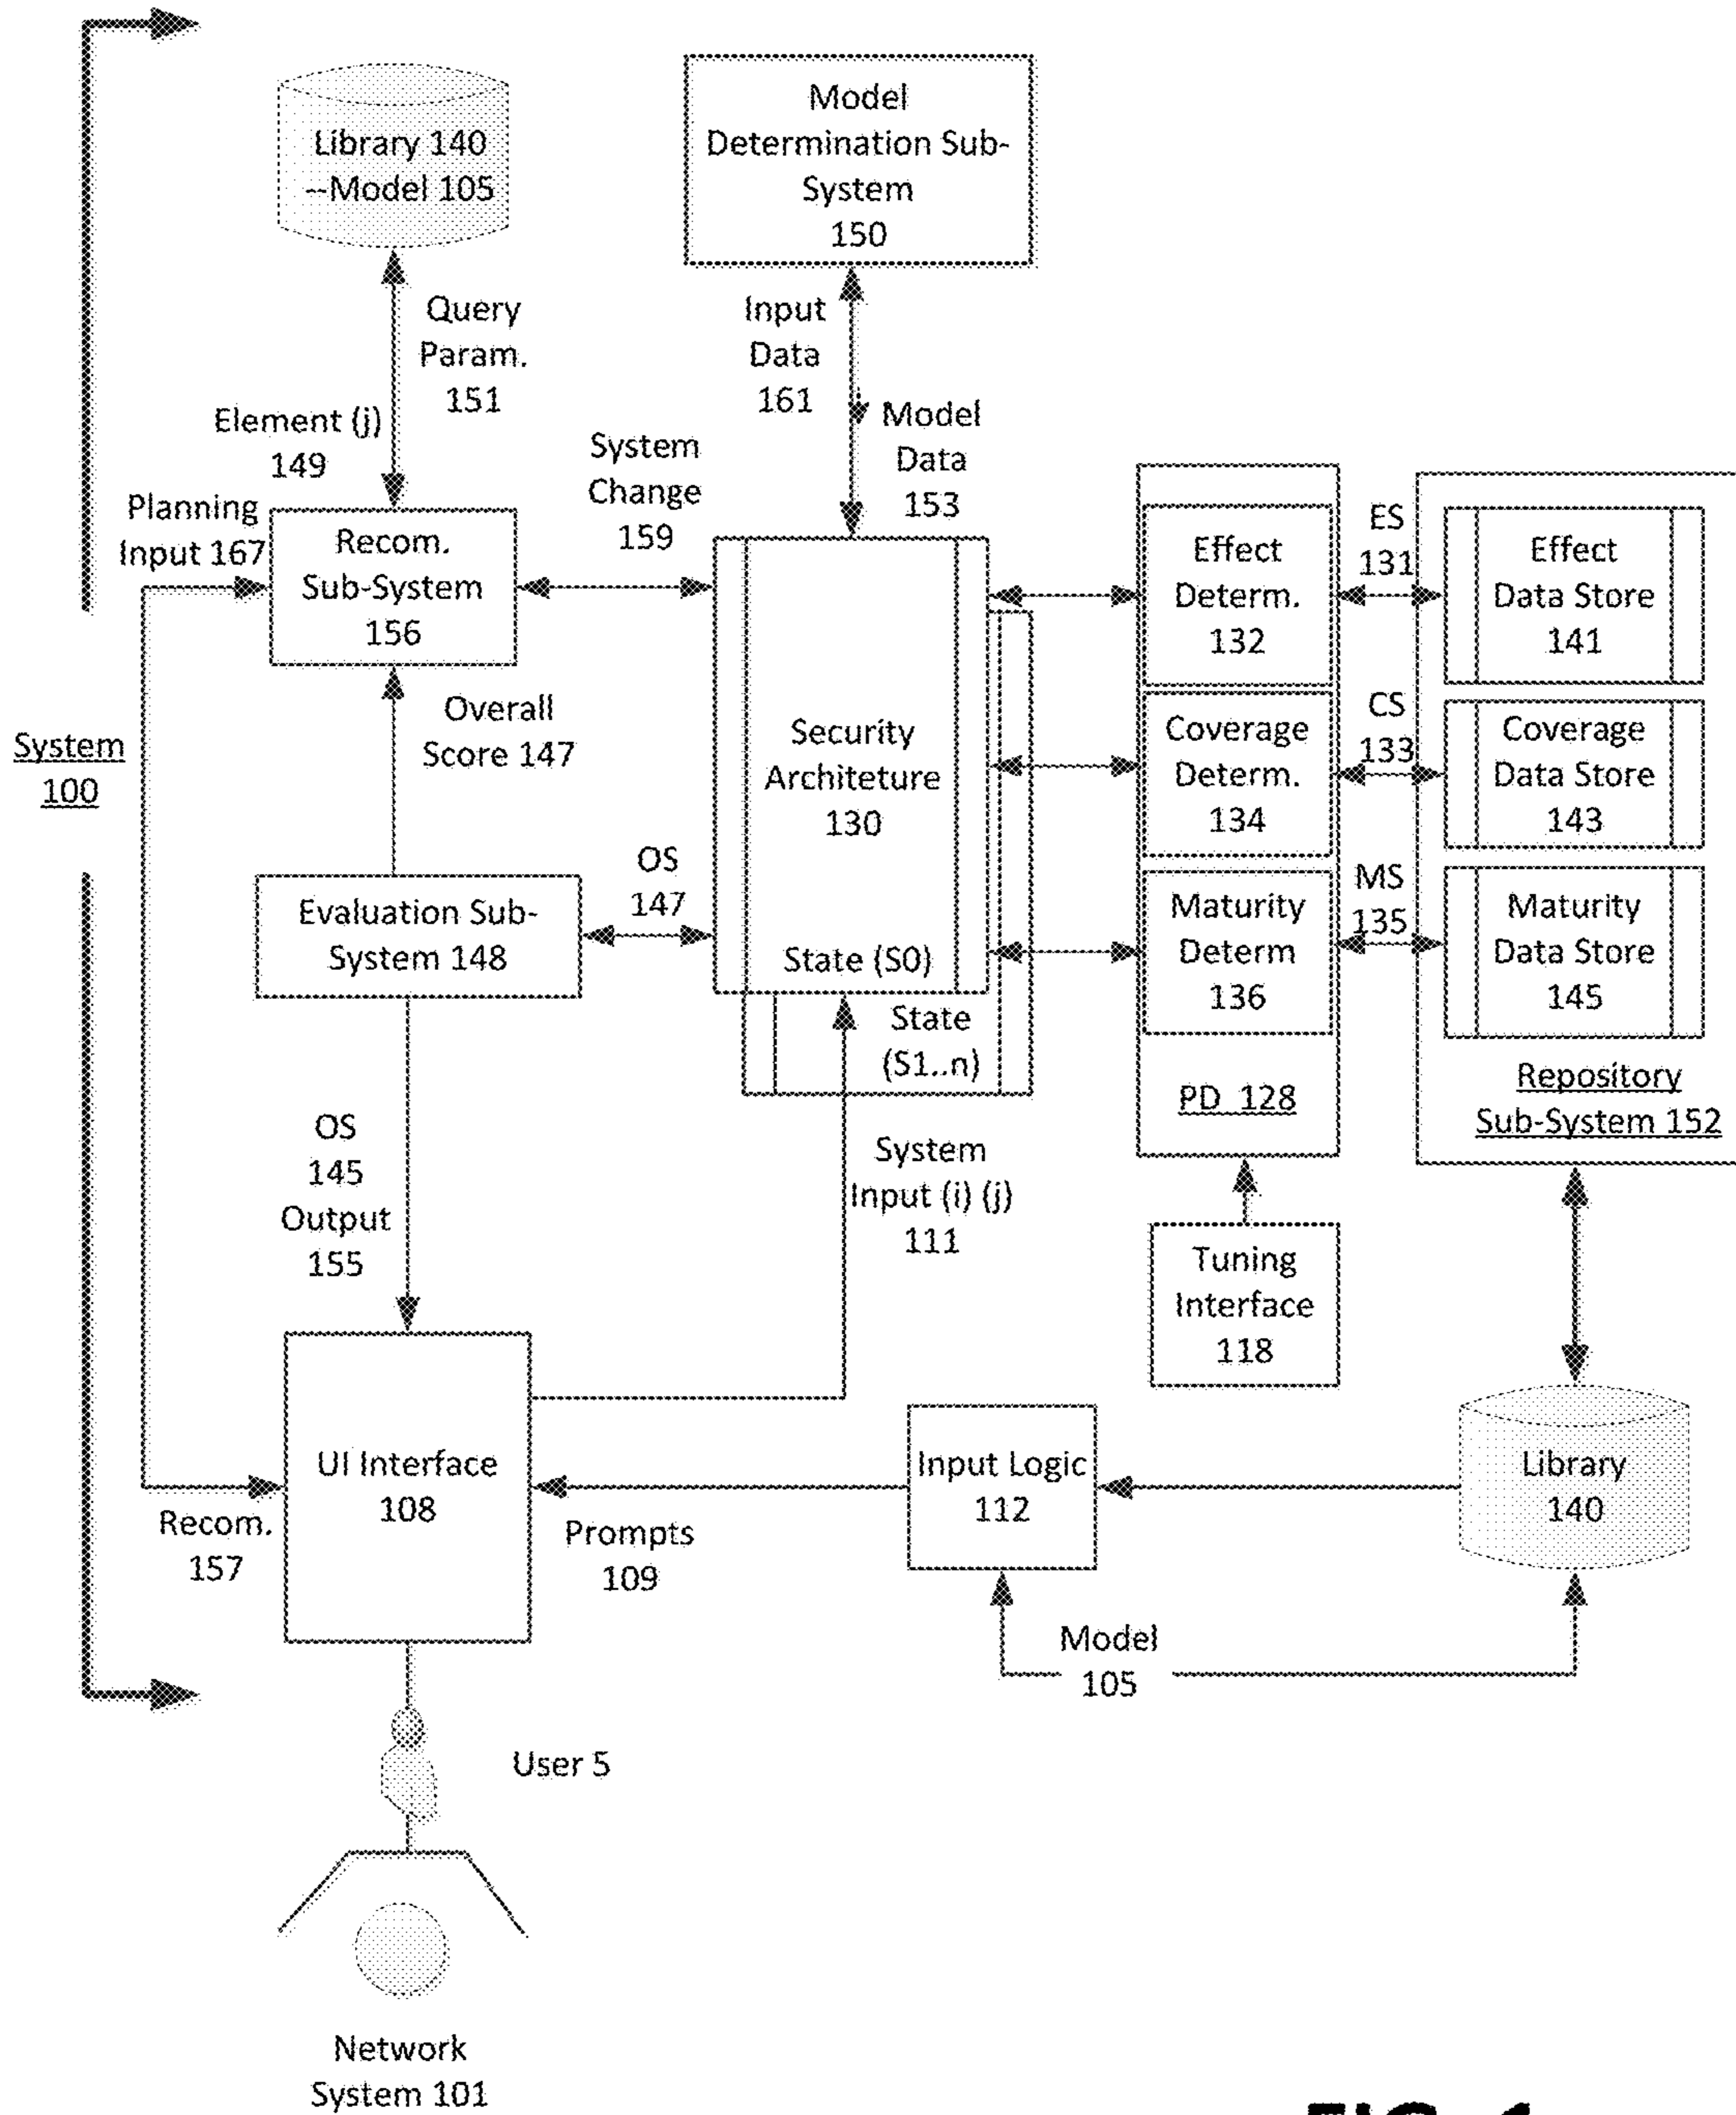 Library 140
--Model 105
Model
Determination Sub-
System
150
Query
Param.
151
Input
Data
161
Element (j)
149
Model
Data
153
System
Change
159
Planning
Input 167
Recom.
Sub-System
156
Effect
Determ.
132
ES
131
Effect
Data Store
141
System
100
Overall
Score 147
Security
Architeture
130
Coverage
Determ.
134
CS
133
Coverage
Data Store
143
Evaluation Sub-
System 148
OS
147
State (S0)
State
(S1..n)
Maturity
Determ
136
MS
135
Maturity
Data Store
145
PD 128
Repository
Sub-System 152
OS
145
Output
155
System
Input (i) (j)
111
Tuning
Interface
118
UI Interface
108
Recom.
157
Prompts
109
Input Logic
112
Library
140
Model
105
User 5
Network
System 101
FIG. 1